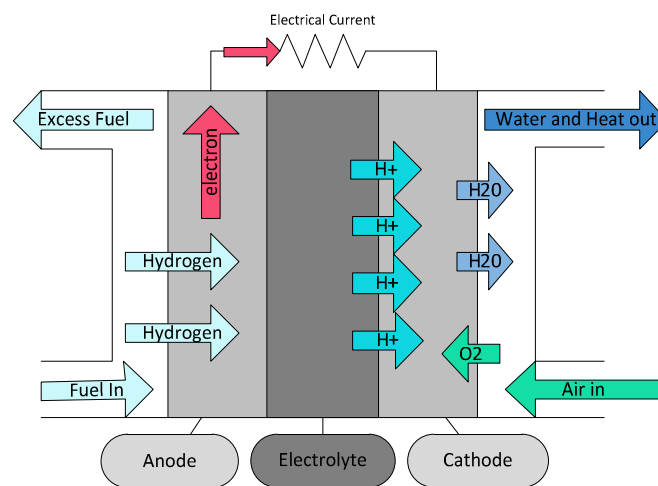 Electrical Current
Excess Fuel
Water and Heat out
electron
H+
H20
H+
Hydrogen
H20
H+
Hydrogen
H+
O2
Fuel In
Air in
Anode
Electrolyte
Cathode